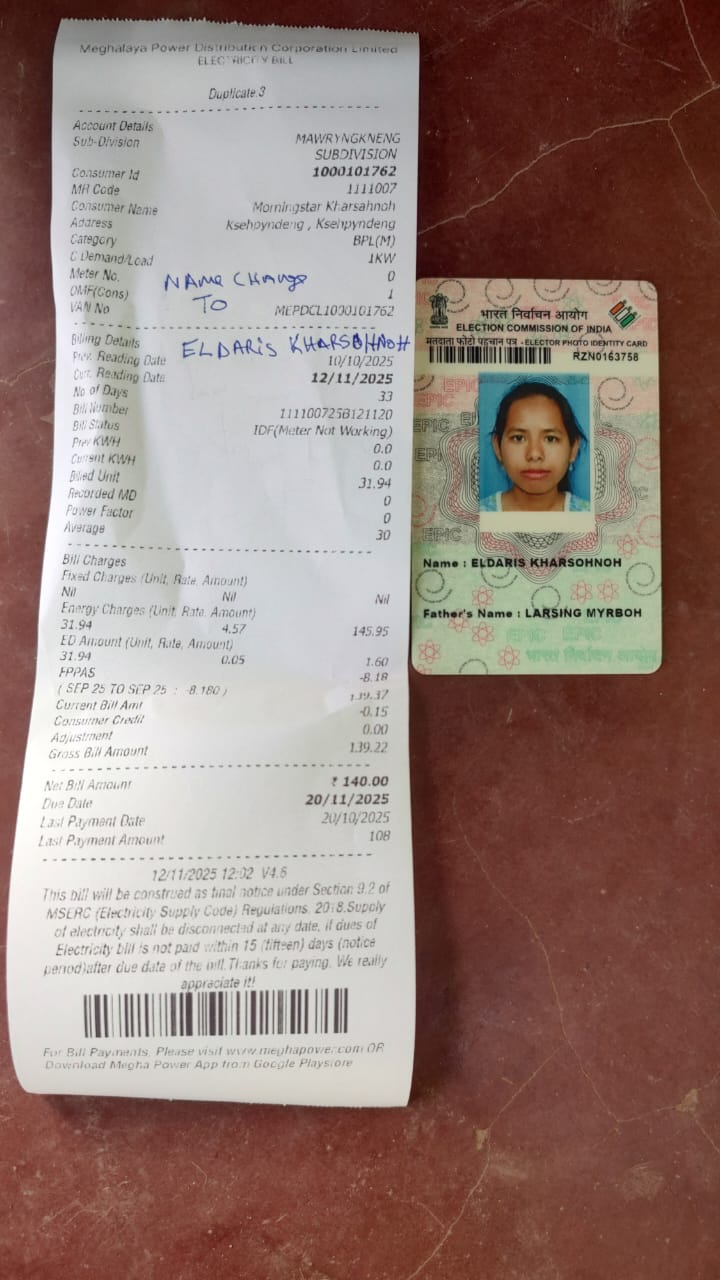 Meghalaya Power Distribution Corporation Limited
ELECTRICITY BILL
Duplicate 3
Account Details
Sub-Division MAWRYNGKNENG
SUBDIVISION
Consumer Id 1000101762
MR Code 1111007
Consumer Name Morningstar Kharsahnoh
Address Ksehpyndeng , Ksehpyndeng
Category BPL(M)
C Demand/Load 1KW
Meter No. 0
OMF(Cons) 1
VAN No MEPDCL1000101762
NAME CHANGE
TO
ELDARIS KHARSOHNOH
Billing Details
Prev. Reading Date 10/10/2025
Curr. Reading Date 12/11/2025
No of Days 33
Bill Number 111100725B121120
Bill Status IDF(Meter Not Working)
Prev KWH 0.0
Current KWH 0.0
Billed Unit 31.94
Recorded MD 0
Power Factor 0
Average 30
Bill Charges
Fixed Charges (Unit, Rate, Amount)
Nil Nil Nil
Energy Charges (Unit, Rate, Amount)
31.94 4.57 145.95
ED Amount (Unit, Rate, Amount)
31.94 0.05 1.60
FPPAS -8.18
( SEP 25 TO SEP 25 : -8.180 )
Current Bill Amt 139.37
Consumer Credit -0.15
Adjustment 0.00
Gross Bill Amount 139.22
Net Bill Amount ₹ 140.00
Due Date 20/11/2025
Last Payment Date 20/10/2025
Last Payment Amount 108
12/11/2025 12:02 V4.6
This bill will be construed as final notice under Section 9.2 of
MSERC (Electricity Supply Code) Regulations, 2018.Supply
of electricity shall be disconnected at any date, if dues of
Electricity bill is not paid within 15 (fifteen) days (notice
period)after due date of the bill.Thanks for paying. We really
appreciate it!
For Bill Payments, Please visit www.meghapower.com OR
Download Megha Power App from Google Playstore
भारत निर्वाचन आयोग
ELECTION COMMISSION OF INDIA
मतदाता फोटो पहचान पत्र - ELECTOR PHOTO IDENTITY CARD
RZN0163758
Name : ELDARIS KHARSOHNOH
Father's Name : LARSING MYRBOH